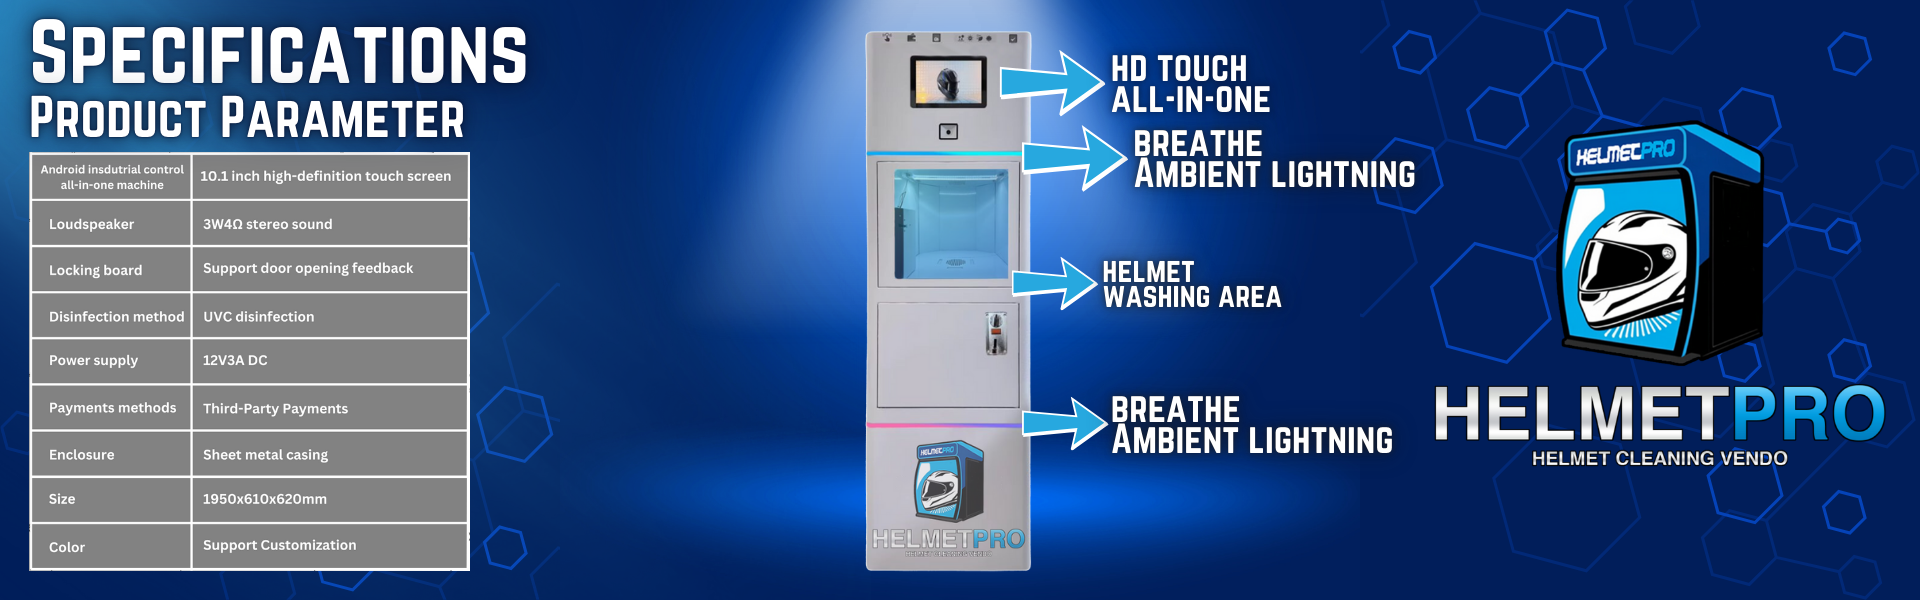 SPECIFICATIONS
PRODUCT PARAMETER
Android insdutrial control
all-in-one machine
10.1 inch high-definition touch screen
Loudspeaker
3W4Ω stereo sound
Locking board
Support door opening feedback
Disinfection method
UVC disinfection
Power supply
12V3A DC
Payments methods
Third-Party Payments
Enclosure
Sheet metal casing
Size
1950x610x620mm
Color
Support Customization
HD TOUCH
ALL-IN-ONE
BREATHE
AMBIENT LIGHTNING
HELMET
WASHING AREA
BREATHE
AMBIENT LIGHTNING
HELMETPRO
HELMETPRO
HELMET CLEANING VENDO
HELMETPRO
HELMETPRO
HELMET CLEANING VENDO